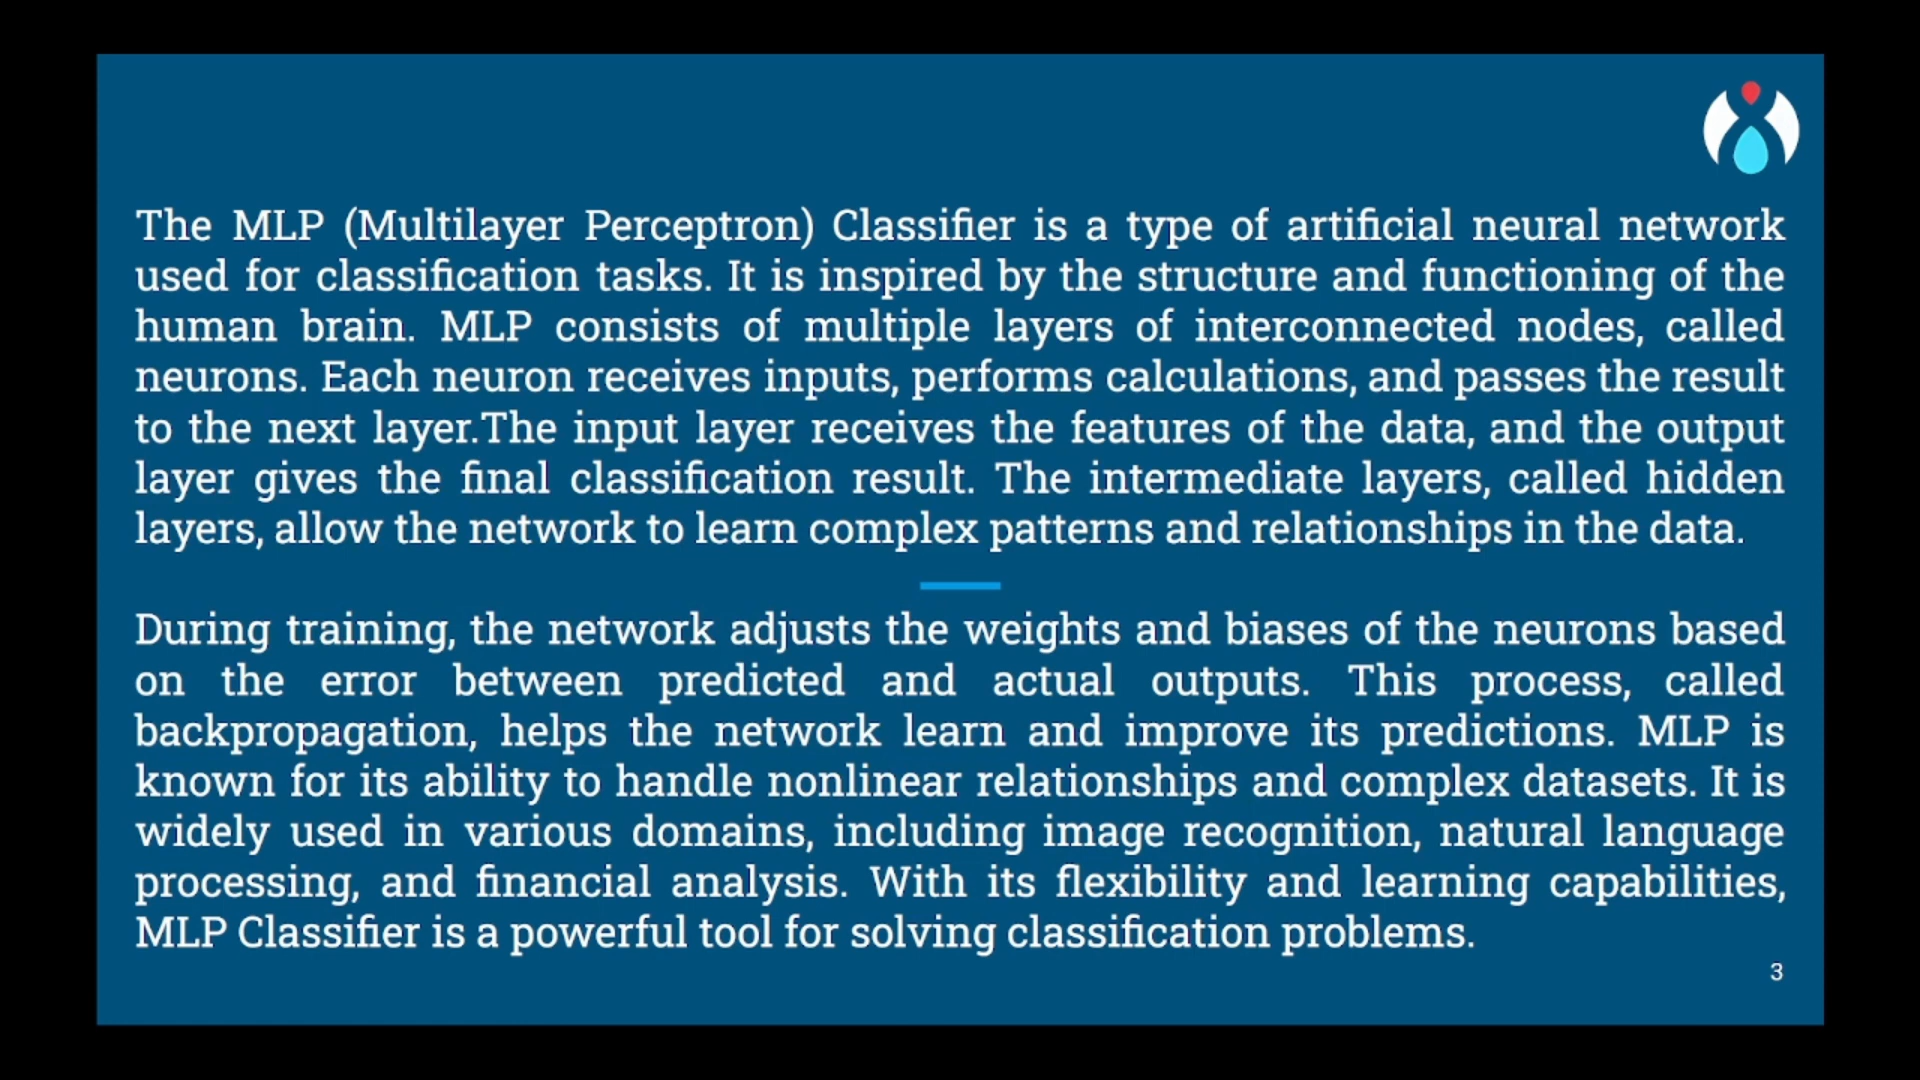 The MLP (Multilayer Perceptron) Classifier is a type of artificial neural network
used for classification tasks. It is inspired by the structure and functioning of the
human brain. MLP consists of multiple layers of interconnected nodes, called
neurons. Each neuron receives inputs, performs calculations, and passes the result
to the next layer.The input layer receives the features of the data, and the output
layer gives the final classification result. The intermediate layers, called hidden
layers, allow the network to learn complex patterns and relationships in the data.
During training, the network adjusts the weights and biases of the neurons based
on the error between predicted and actual outputs. This process, called
backpropagation, helps the network learn and improve its predictions. MLP is
known for its ability to handle nonlinear relationships and complex datasets. It is
widely used in various domains, including image recognition, natural language
processing, and financial analysis. With its flexibility and learning capabilities,
MLP Classifier is a powerful tool for solving classification problems.
3